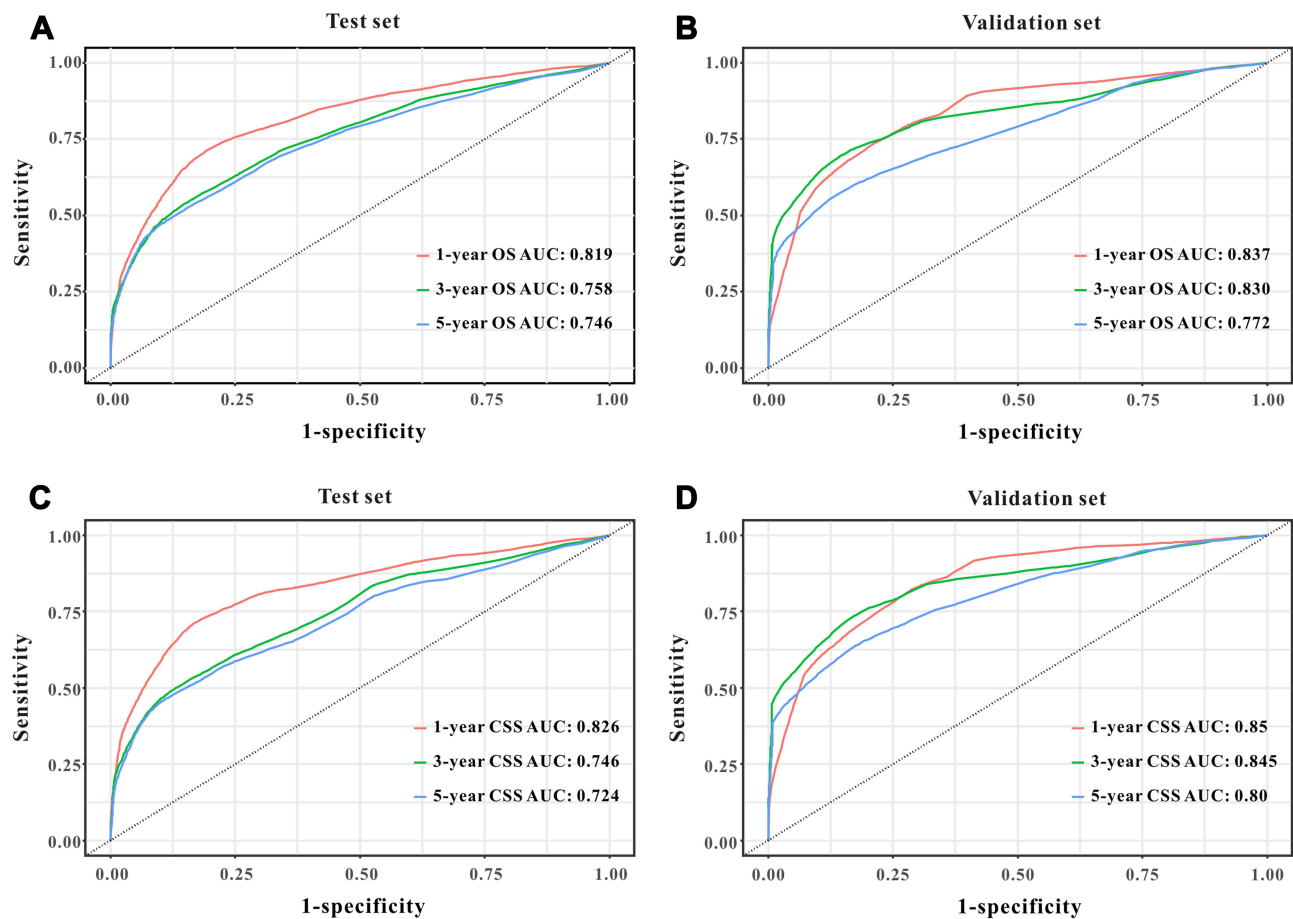 A
Test set
Sensitivity
1.00
0.75
0.50
0.25
0.00
1-year OS AUC: 0.819
3-year OS AUC: 0.758
5-year OS AUC: 0.746
0.00 0.25 0.50 0.75 1.00
1-specificity
B
Validation set
Sensitivity
1.00
0.75
0.50
0.25
0.00
1-year OS AUC: 0.837
3-year OS AUC: 0.830
5-year OS AUC: 0.772
0.00 0.25 0.50 0.75 1.00
1-specificity
C
Test set
Sensitivity
1.00
0.75
0.50
0.25
0.00
1-year CSS AUC: 0.826
3-year CSS AUC: 0.746
5-year CSS AUC: 0.724
0.00 0.25 0.50 0.75 1.00
1-specificity
D
Validation set
Sensitivity
1.00
0.75
0.50
0.25
0.00
1-year CSS AUC: 0.85
3-year CSS AUC: 0.845
5-year CSS AUC: 0.80
0.00 0.25 0.50 0.75 1.00
1-specificity